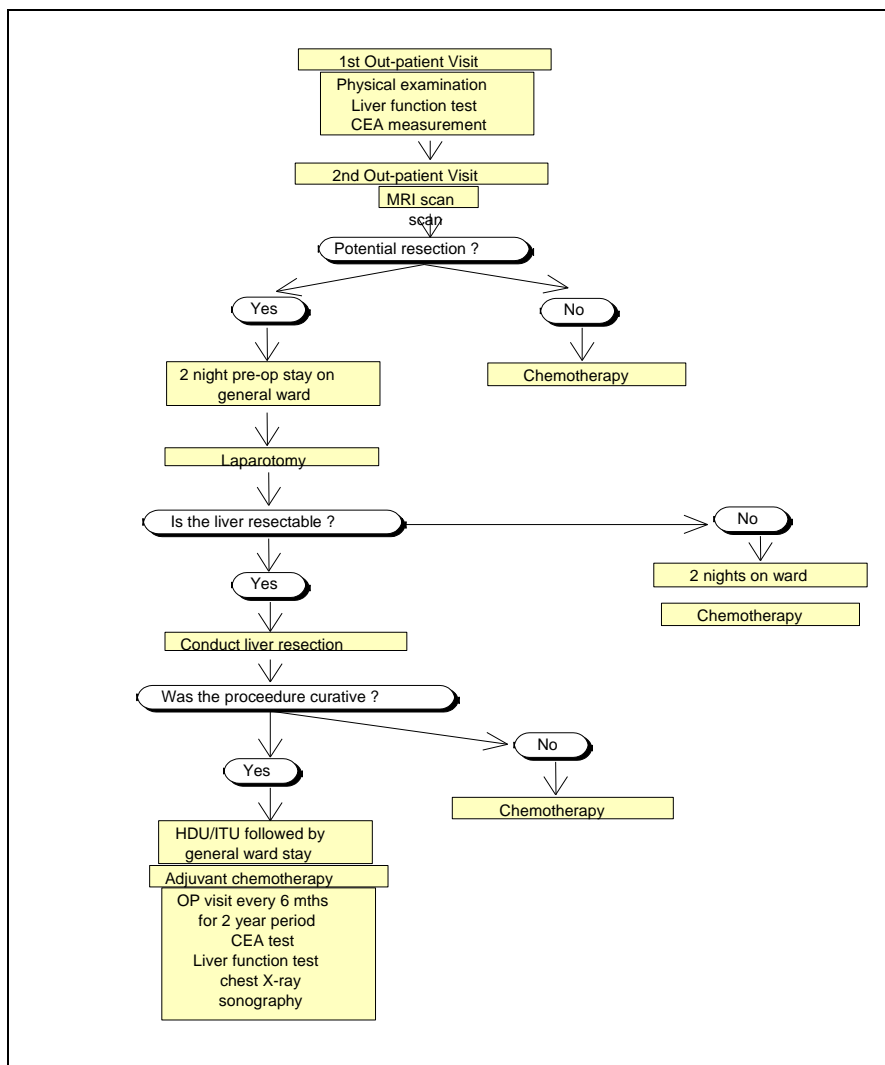 1st Out-patient Visit
Physical examination
Liver function test
CEA measurement
2nd Out-patient Visit
MRI scan
scan
Potential resection ?
Yes
No
2 night pre-op stay on
general ward
Chemotherapy
Laparotomy
Is the liver resectable ?
No
2 nights on ward
Chemotherapy
Yes
Conduct liver resection
Was the proceedure curative ?
No
Chemotherapy
Yes
HDU/ITU followed by
general ward stay
Adjuvant chemotherapy
OP visit every 6 mths
for 2 year period
CEA test
Liver function test
chest X-ray
sonography